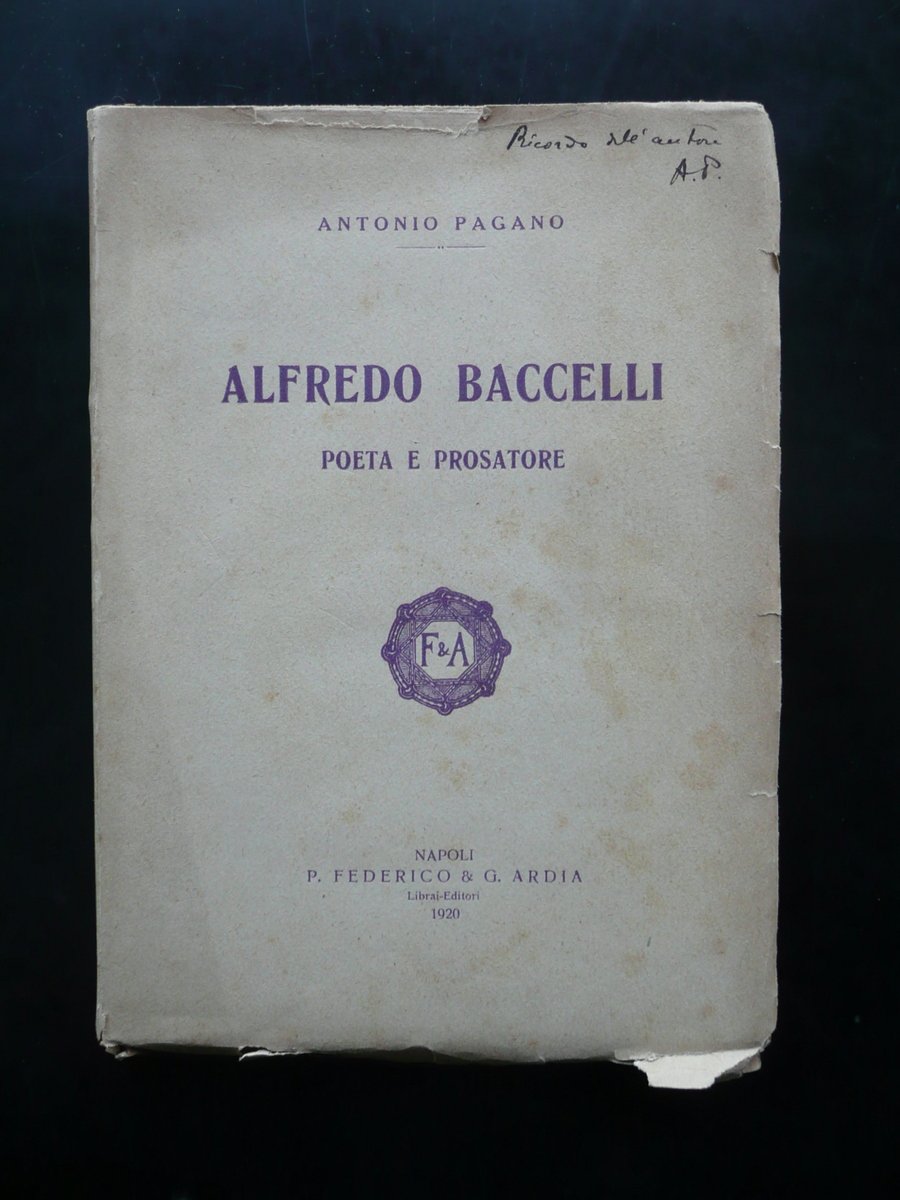 Ricordo dell'autore
A.P.
ANTONIO PAGANO
ALFREDO BACCELLI
POETA E PROSATORE
F&A
NAPOLI
P. FEDERICO & G. ARDIA
Librai-Editori
1920